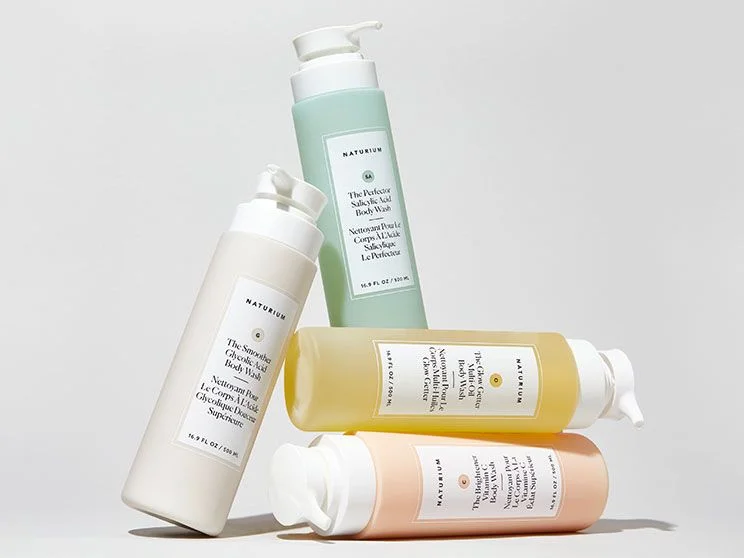 NATURIUM
SA
The Perfector
Salicylic Acid
Body Wash
Nettoyant Pour Le
Corps À L'Acide
Salicylique
Le Perfecteur
16.9 FL OZ / 500 ML
NATURIUM
G
The Smoother
Glycolic Acid
Body Wash
Nettoyant Pour
Le Corps À L'Acide
Glycolique Douceur
Supérieure
16.9 FL OZ / 500 ML
NATURIUM
O
The Glow Getter
Multi-Oil
Body Wash
Nettoyant Pour Le
Corps Multi-Huiles
Glow Getter
16.9 FL OZ / 500 ML
NATURIUM
C
The Brightener
Vitamin C
Body Wash
Nettoyant Pour
Le Corps À La
Vitamine C
Éclat Supérieur
16.9 FL OZ / 500 ML